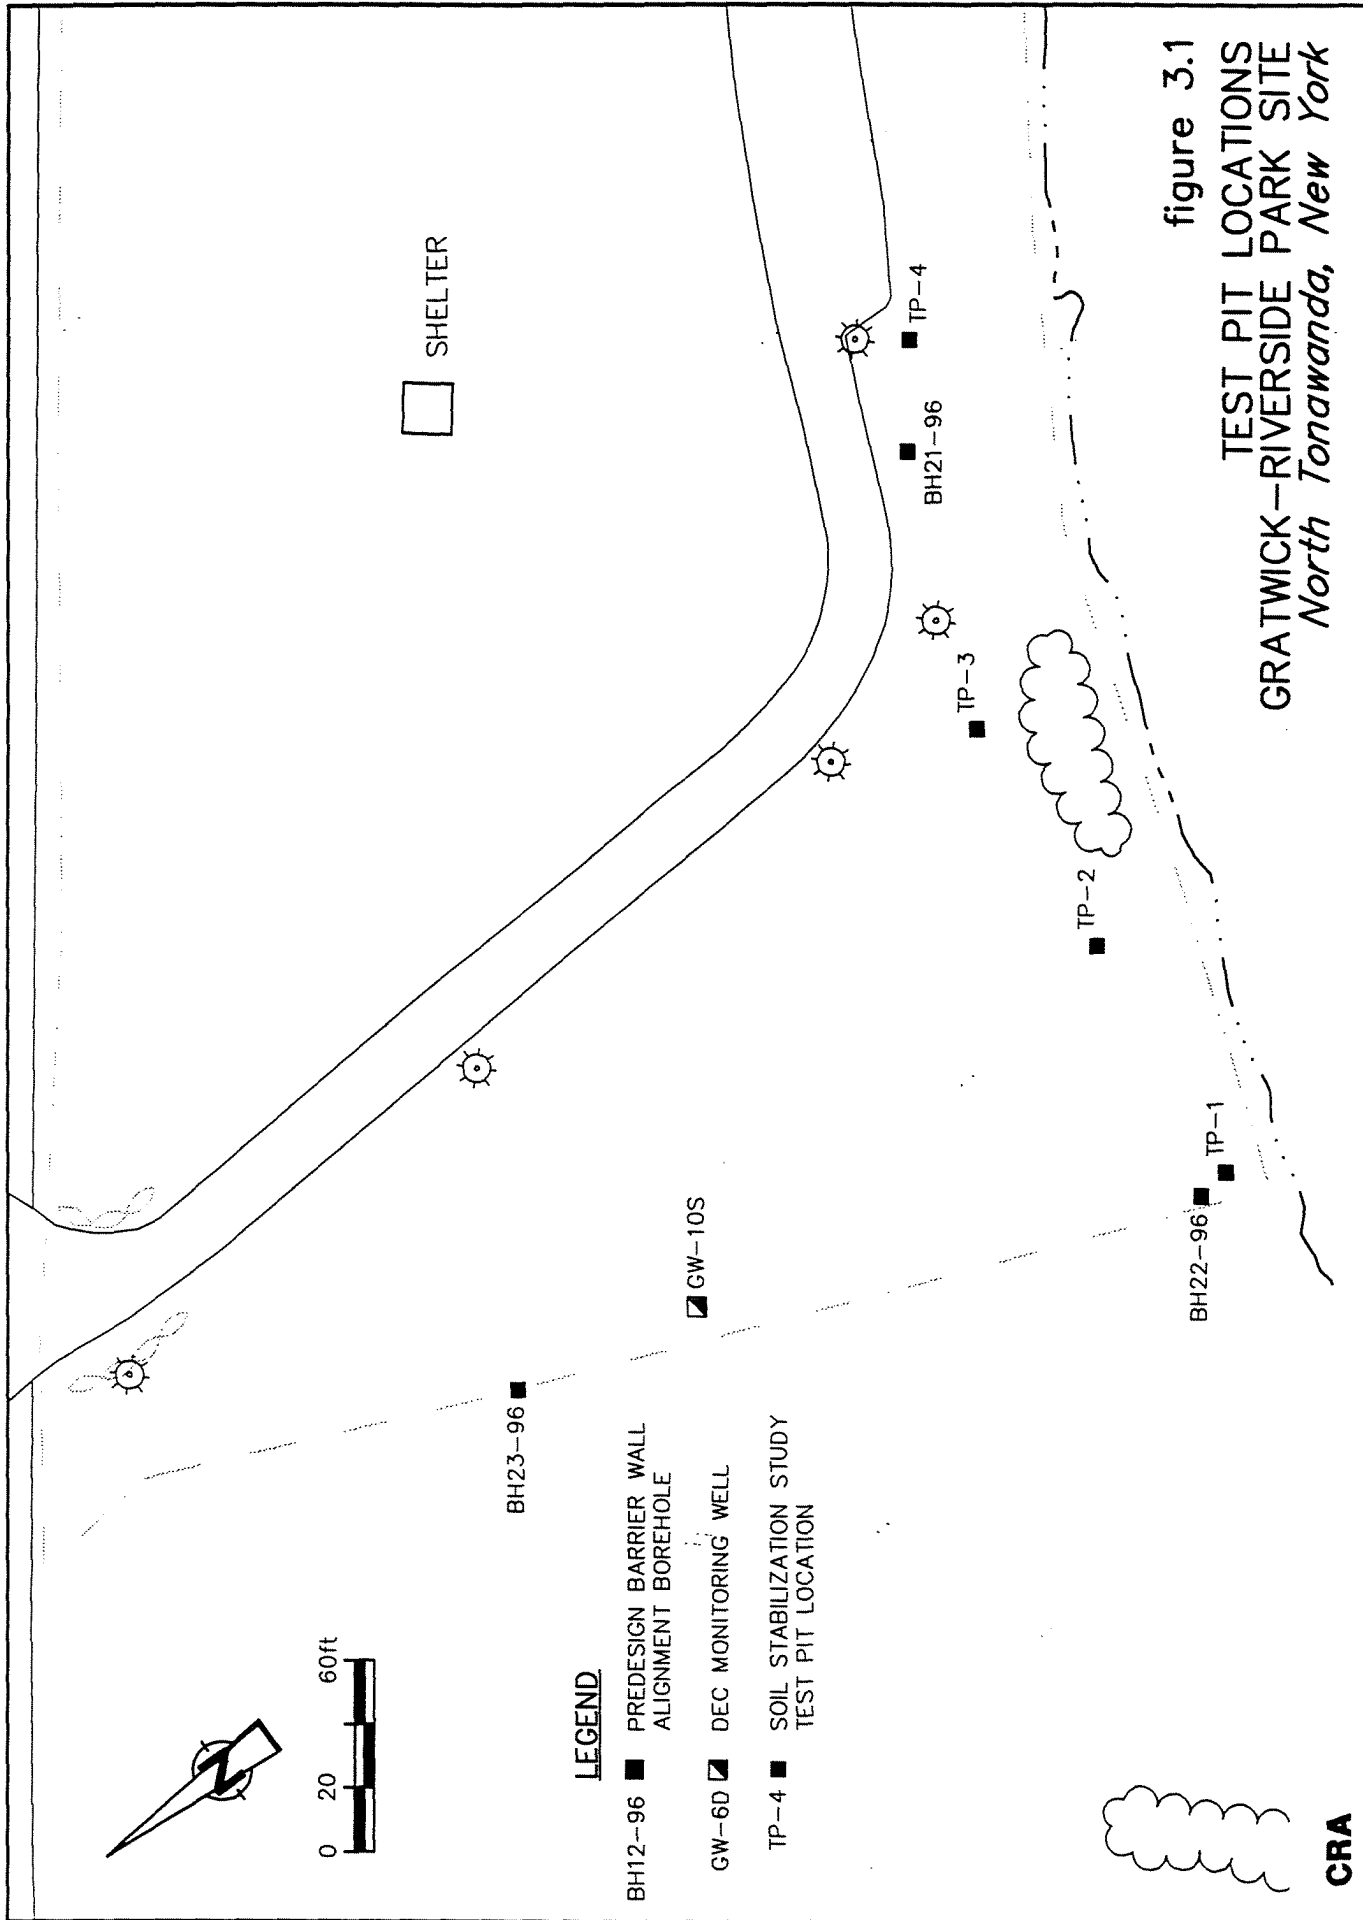 SHELTER
TP-4
BH21-96
TP-3
TP-2
TP-1
BH22-96
GW-10S
BH23-96
N
0 20 60ft
LEGEND
BH12-96 PREDESIGN BARRIER WALL
ALIGNMENT BOREHOLE
GW-6D DEC MONITORING WELL
TP-4 SOIL STABILIZATION STUDY
TEST PIT LOCATION
figure 3.1
TEST PIT LOCATIONS
GRATWICK-RIVERSIDE PARK SITE
North Tonawanda, New York
CRA